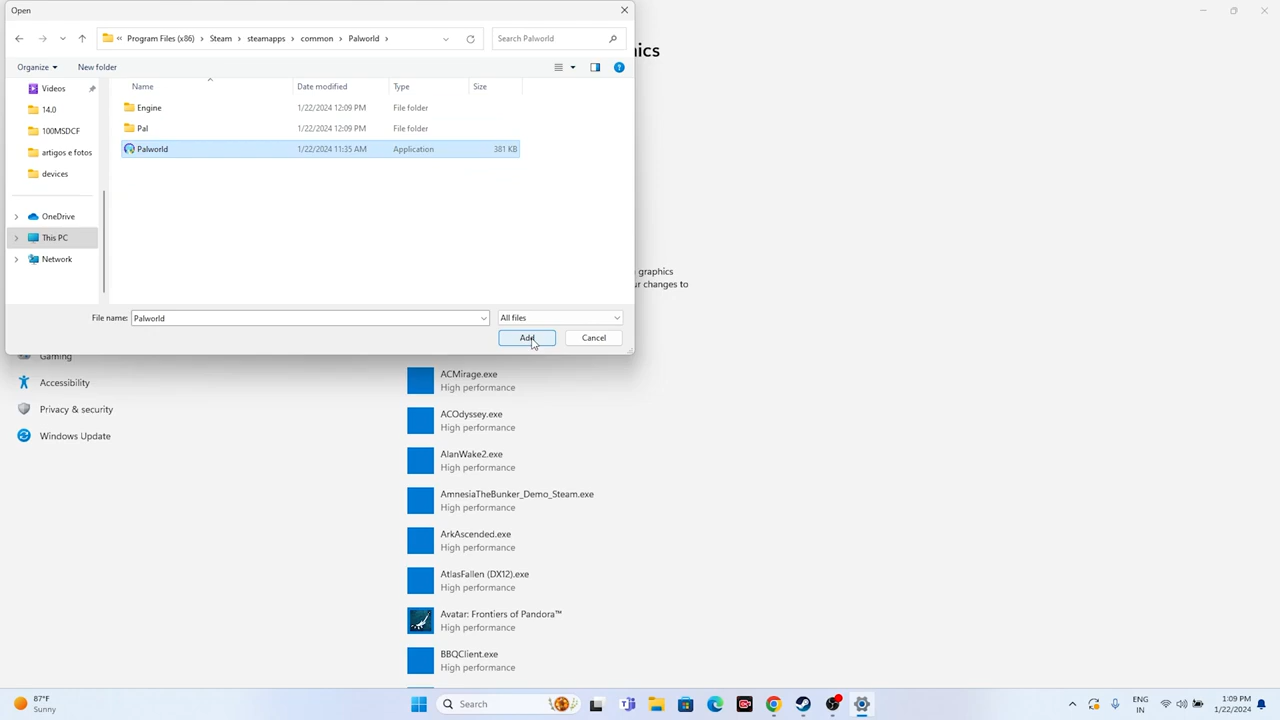 Open
Program Files (x86) › Steam › steamapps › common › Palworld ›
Search Palworld
Organize
New folder
Name
Date modified
Type
Size
Videos
14.0
100MSDCF
artigos e fotos
devices
OneDrive
This PC
Network
Engine
1/22/2024 12:09 PM
File folder
Pal
1/22/2024 12:09 PM
File folder
Palworld
1/22/2024 11:35 AM
Application
381 KB
File name:
Palworld
All files
Add
Cancel
ics
graphics
ur changes to
Gaming
Accessibility
Privacy & security
Windows Update
ACMirage.exe
High performance
ACOdyssey.exe
High performance
AlanWake2.exe
High performance
AmnesiaTheBunker_Demo_Steam.exe
High performance
ArkAscended.exe
High performance
AtlasFallen (DX12).exe
High performance
Avatar: Frontiers of Pandora™
High performance
BBQClient.exe
High performance
87°F
Sunny
Search
ENG
IN
1:09 PM
1/22/2024